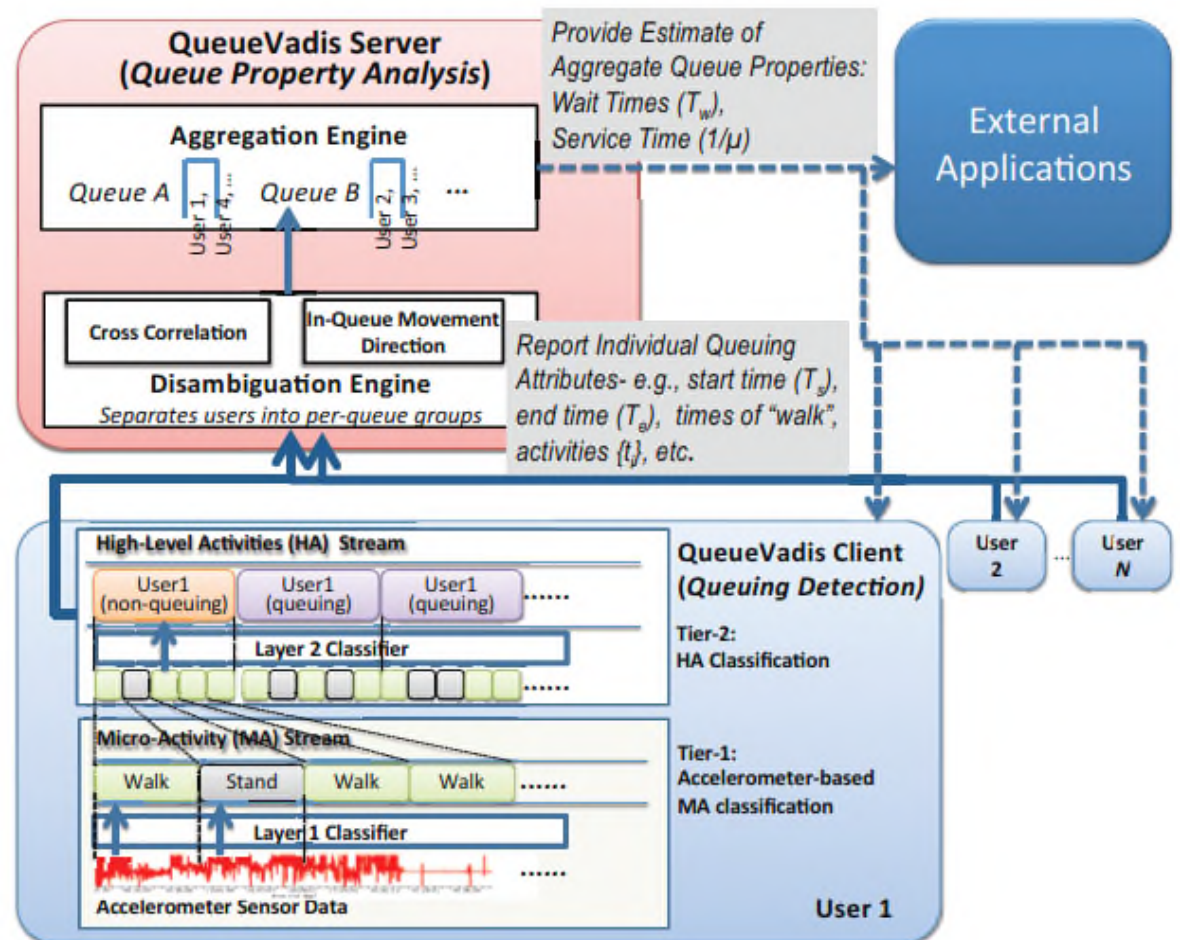 QueueVadis Server
(Queue Property Analysis)
Aggregation Engine
Queue A
User 1,
User 4, ...
Queue B
User 2,
User 3, ...
...
Cross Correlation
In-Queue Movement
Direction
Disambiguation Engine
Separates users into per-queue groups
Provide Estimate of
Aggregate Queue Properties:
Wait Times (Tw),
Service Time (1/μ)
External
Applications
Report Individual Queuing
Attributes- e.g., start time (Ts),
end time (Te), times of “walk”,
activities {ti}, etc.
High-Level Activities (HA) Stream
User1
(non-queuing)
User1
(queuing)
User1
(queuing)
......
Layer 2 Classifier
......
Micro-Activity (MA) Stream
Walk
Stand
Walk
Walk
......
Layer 1 Classifier
......
Accelerometer Sensor Data
QueueVadis Client
(Queuing Detection)
Tier-2:
HA Classification
Tier-1:
Accelerometer-based
MA classification
User 1
User
2
...
User
N